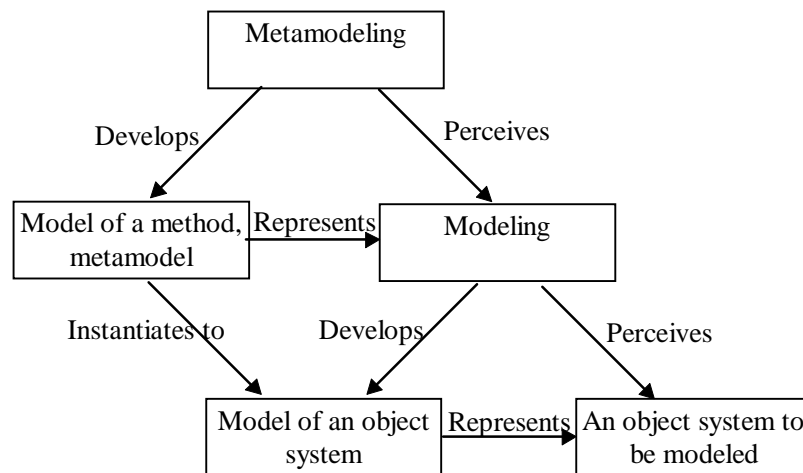 Metamodeling
Develops
Perceives
Model of a method,
metamodel
Represents
Modeling
Instantiates to
Develops
Perceives
Model of an object
system
Represents
An object system to
be modeled